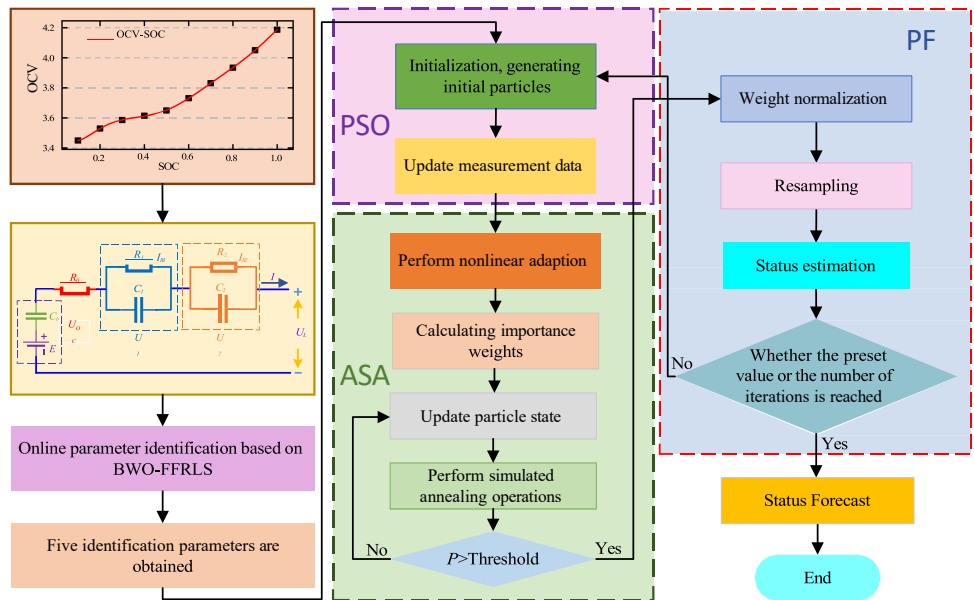 4.2
4.0
3.8
3.6
3.4
OCV
OCV-SOC
0.2
0.4
0.6
0.8
1.0
SOC
R0
R1
IR1
R2
IR2
I
C1
C2
U
U
UO
C
E
UL
+
−
Online parameter identification based on
BWO-FFRLS
Five identification parameters are
obtained
PSO
Initialization, generating
initial particles
Update measurement data
ASA
Perform nonlinear adaption
Calculating importance
weights
Update particle state
Perform simulated
annealing operations
P>Threshold
No
Yes
PF
Weight normalization
Resampling
Status estimation
Whether the preset
value or the number of
iterations is reached
No
Yes
Status Forecast
End